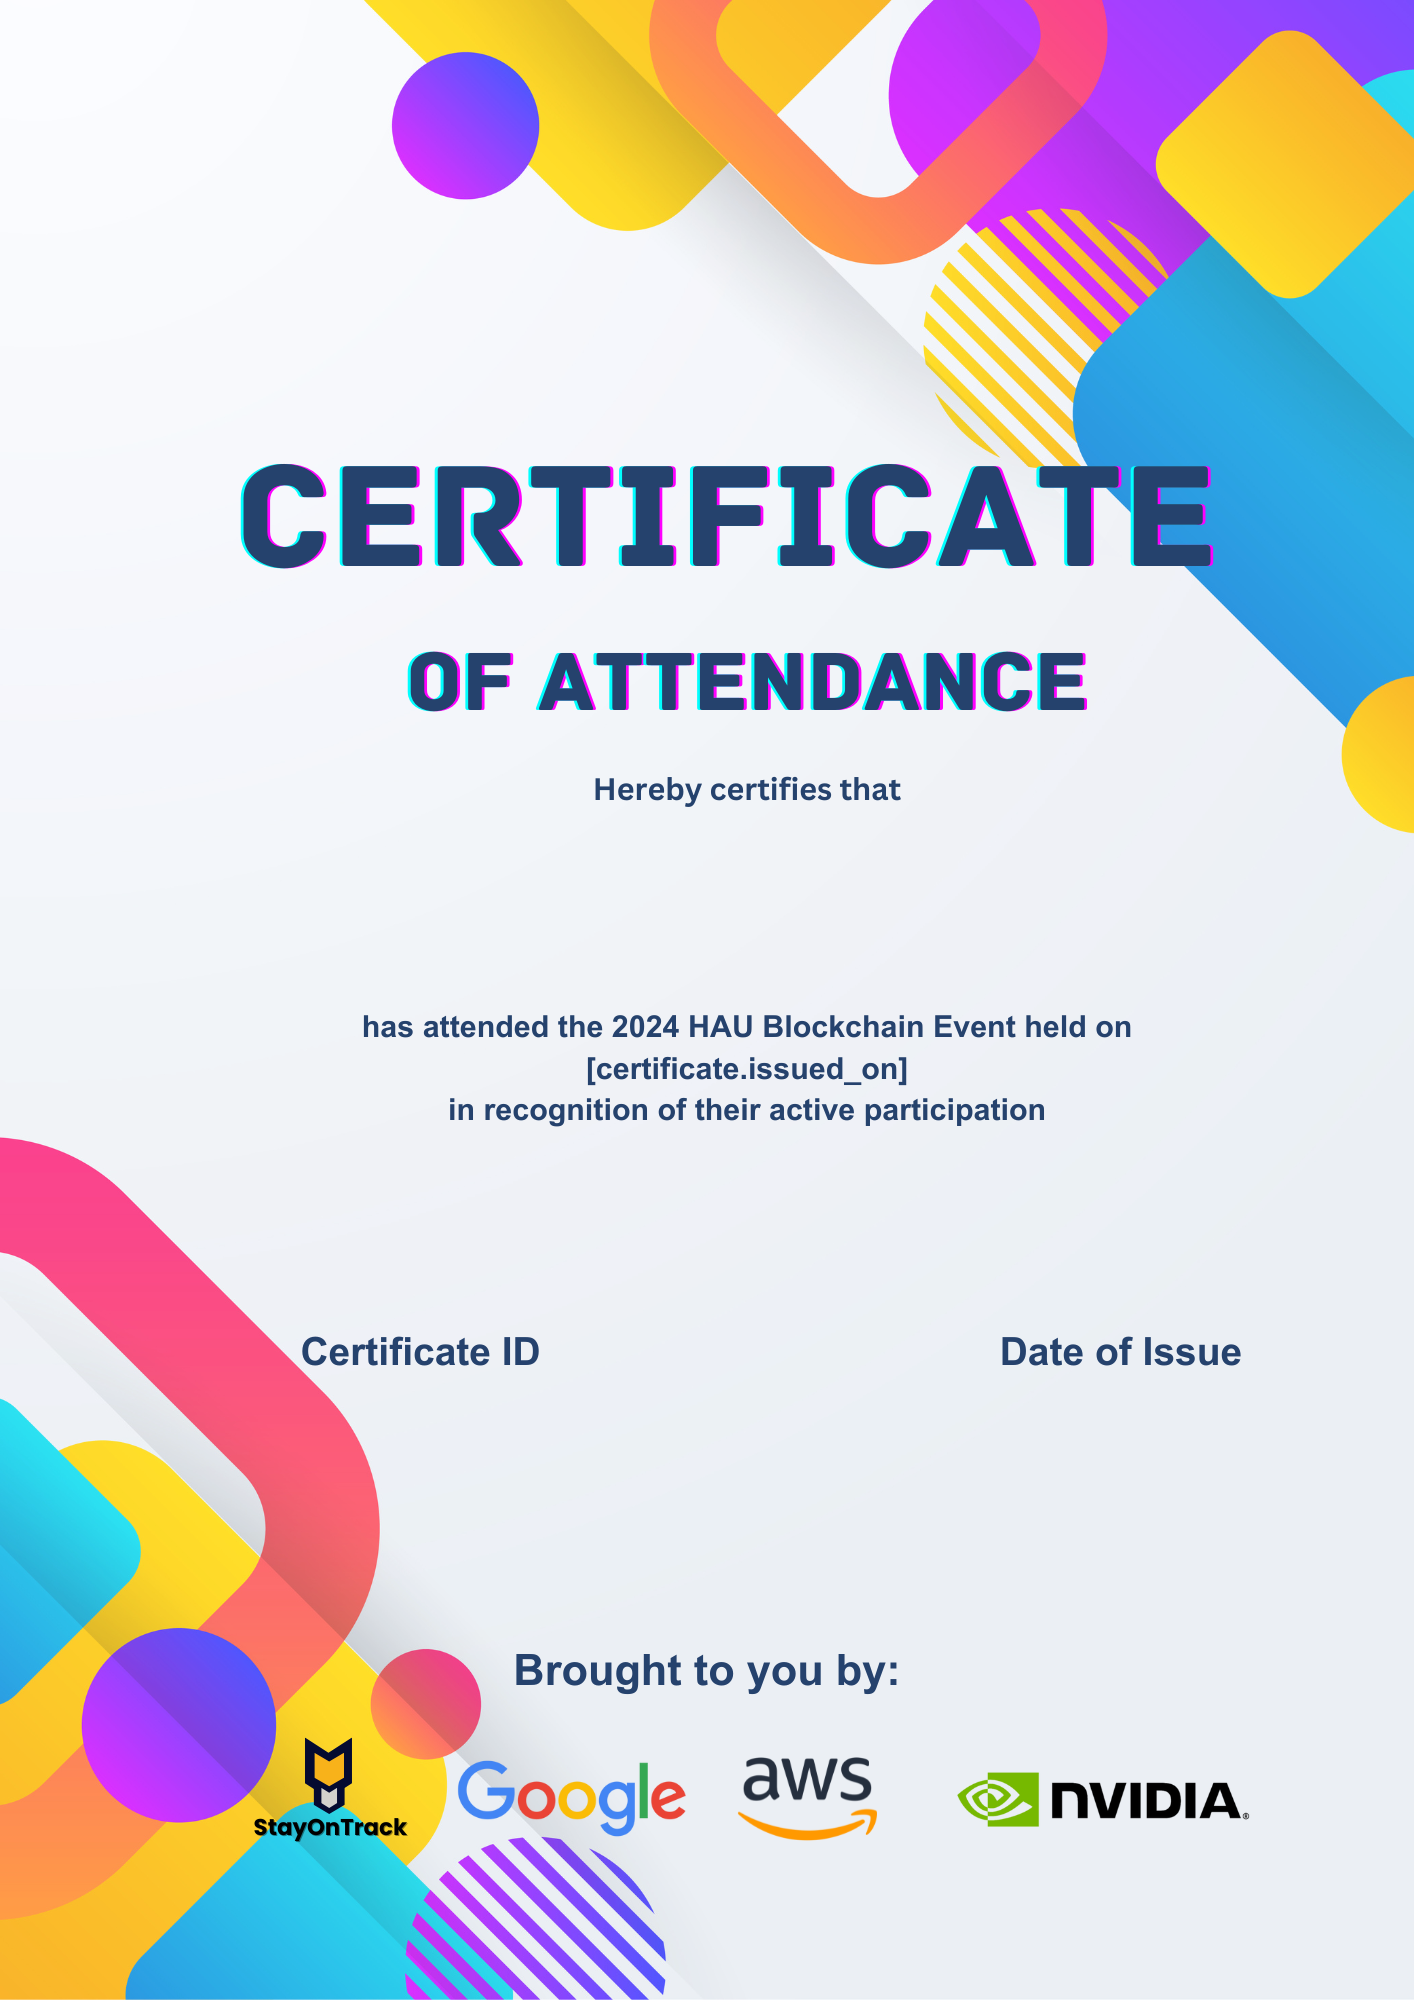 CERTIFICATE
OF ATTENDANCE
Hereby certifies that
has attended the 2024 HAU Blockchain Event held on
[certificate.issued_on]
in recognition of their active participation
Certificate ID
Date of Issue
Brought to you by:
StayOnTrack
Google
aws
NVIDIA®